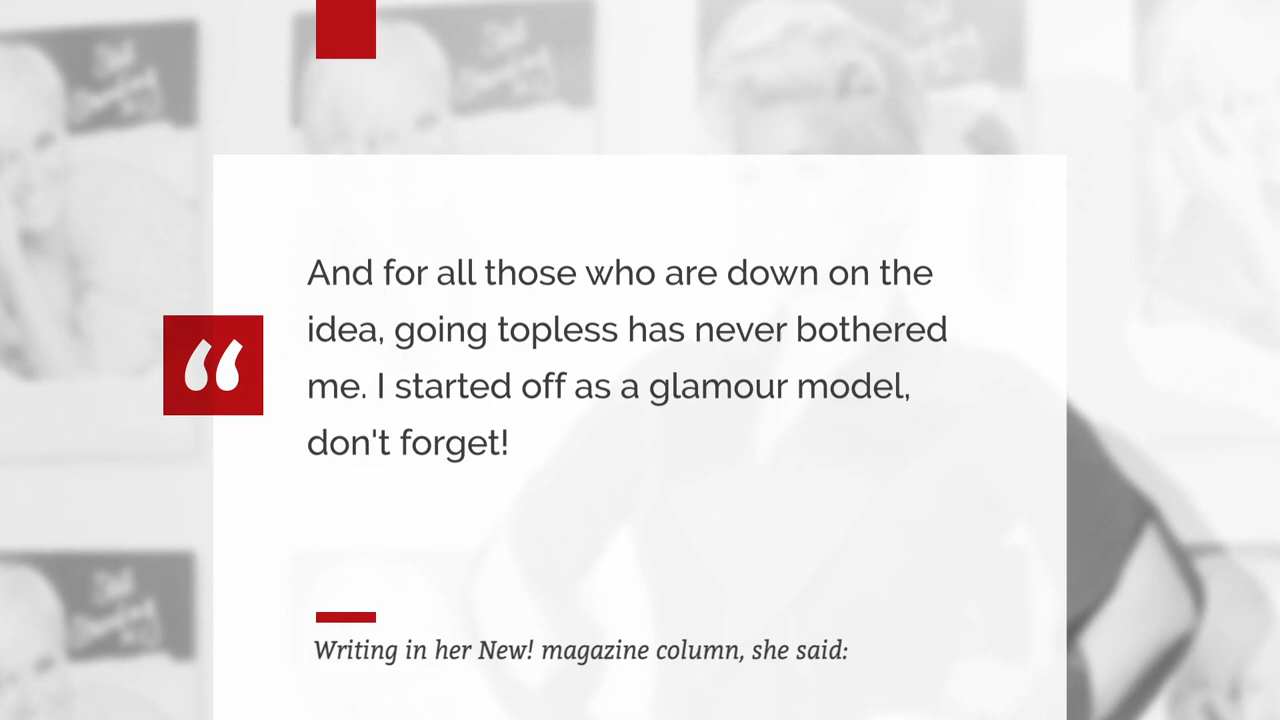 And for all those who are down on the
idea, going topless has never bothered
me. I started off as a glamour model,
don't forget!
Writing in her New! magazine column, she said: